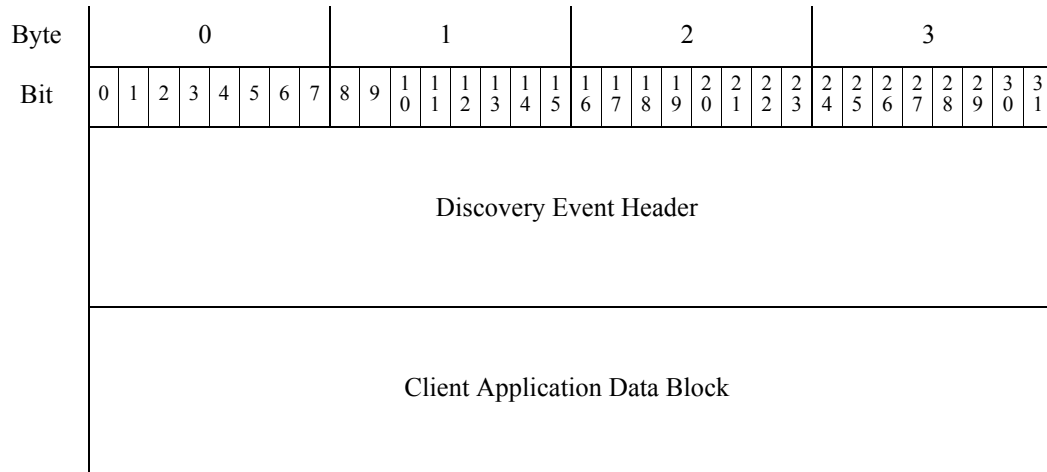 Byte 0 1 2 3
Bit 0 1 2 3 4 5 6 7 8 9 10 11 12 13 14 15 16 17 18 19 20 21 22 23 24 25 26 27 28 29 30 31
Discovery Event Header
Client Application Data Block